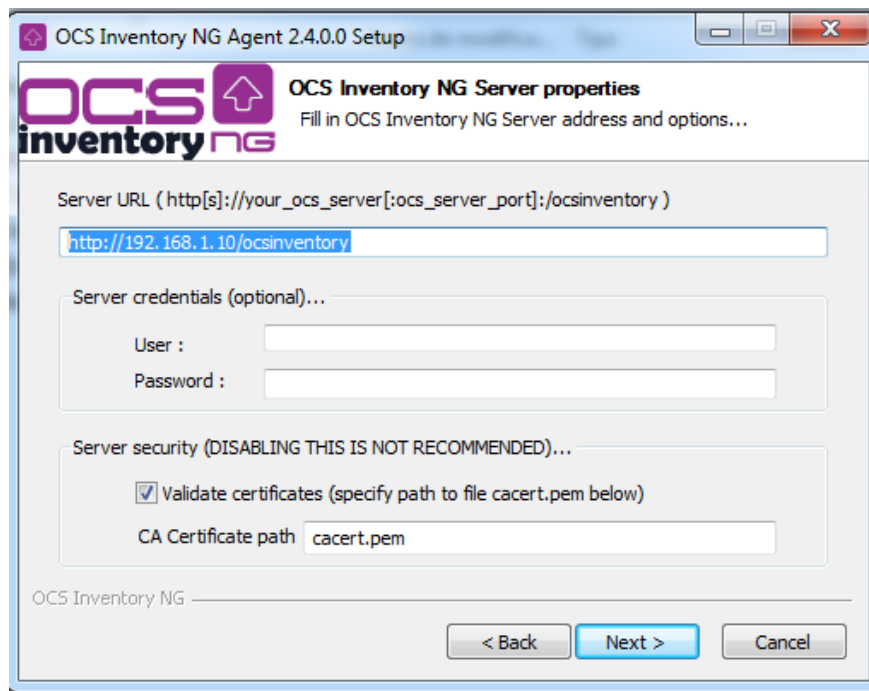 OCS Inventory NG Agent 2.4.0.0 Setup
OCS
inventory NG
OCS Inventory NG Server properties
Fill in OCS Inventory NG Server address and options...
Server URL ( http[s]://your_ocs_server[:ocs_server_port]:/ocsinventory )
http://192.168.1.10/ocsinventory
Server credentials (optional)...
User :
Password :
Server security (DISABLING THIS IS NOT RECOMMENDED)...
Validate certificates (specify path to file cacert.pem below)
CA Certificate path cacert.pem
OCS Inventory NG
< Back Next > Cancel